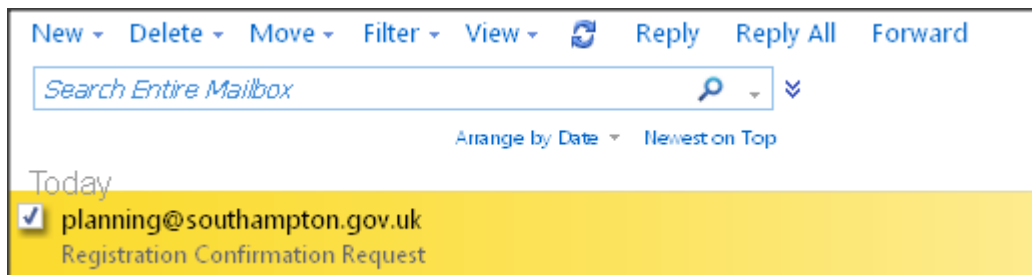 New Delete Move Filter View Reply Reply All Forward
Search Entire Mailbox
Arrange by Date Newest on Top
Today
planning@southampton.gov.uk
Registration Confirmation Request